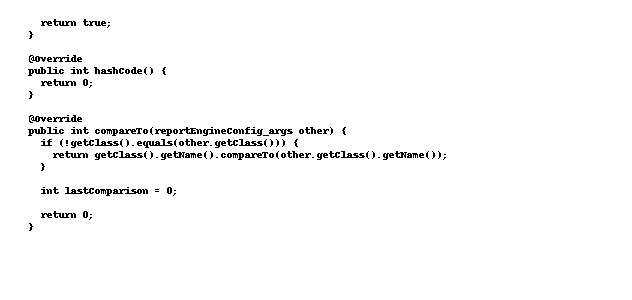 return true;
}
@Override
public int hashCode() {
return 0;
}
@Override
public int compareTo(reportEngineConfig_args other) {
if (!getClass().equals(other.getClass())) {
return getClass().getName().compareTo(other.getClass().getName());
}
int lastComparison = 0;
return 0;
}